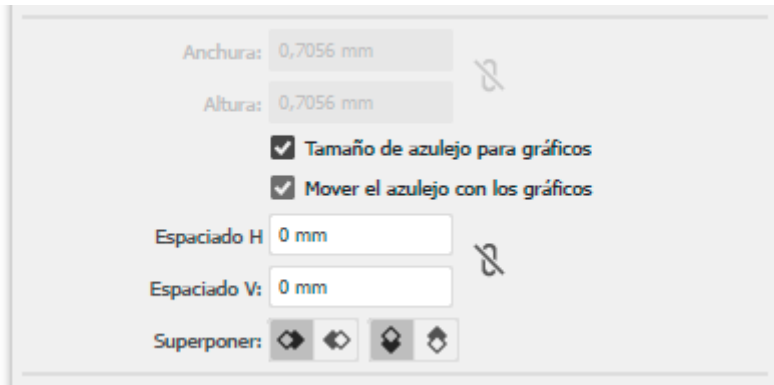 Anchura: 0,7056 mm
Altura: 0,7056 mm
Tamaño de azulejo para gráficos
Mover el azulejo con los gráficos
Espaciado H 0 mm
Espaciado V: 0 mm
Superponer: